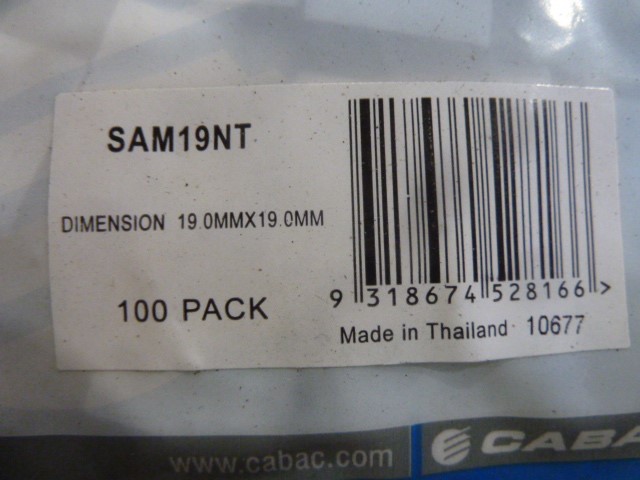 SAM19NT
DIMENSION 19.0MMX19.0MM
100 PACK
9 318674 528166 >
Made in Thailand 10677
www.cabac.com
CABA